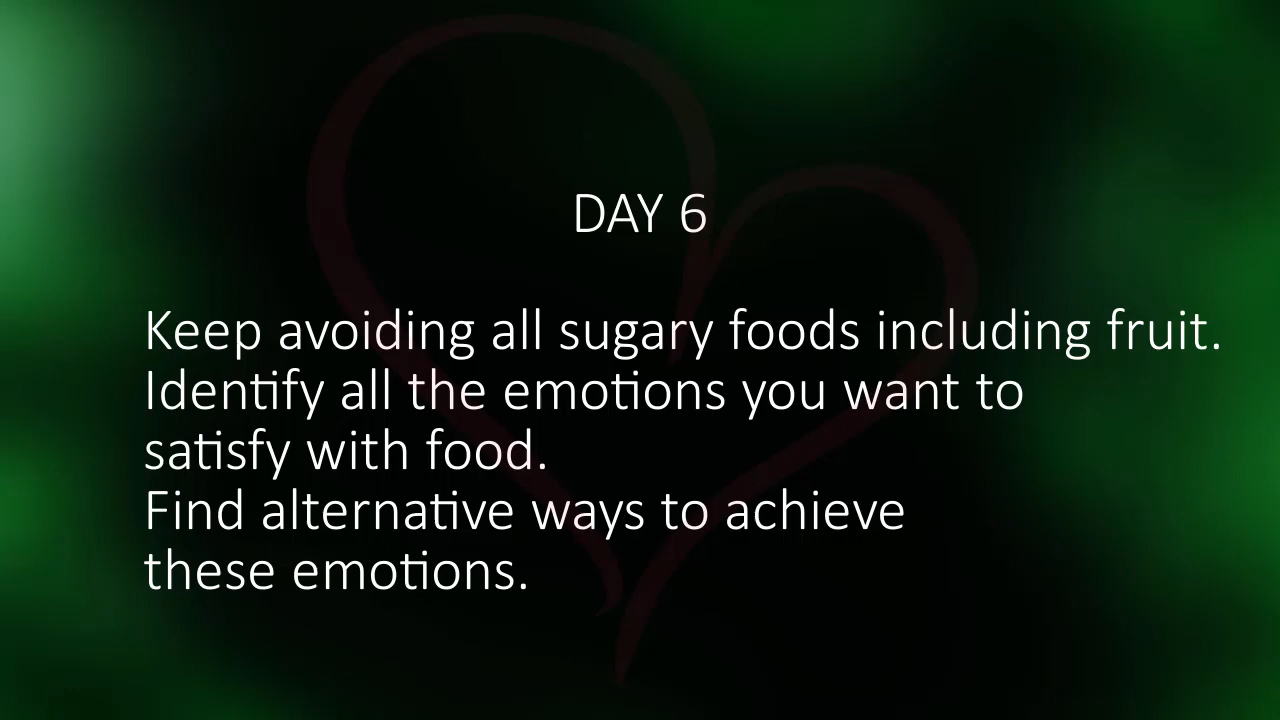 DAY 6
Keep avoiding all sugary foods including fruit.
Identify all the emotions you want to
satisfy with food.
Find alternative ways to achieve
these emotions.